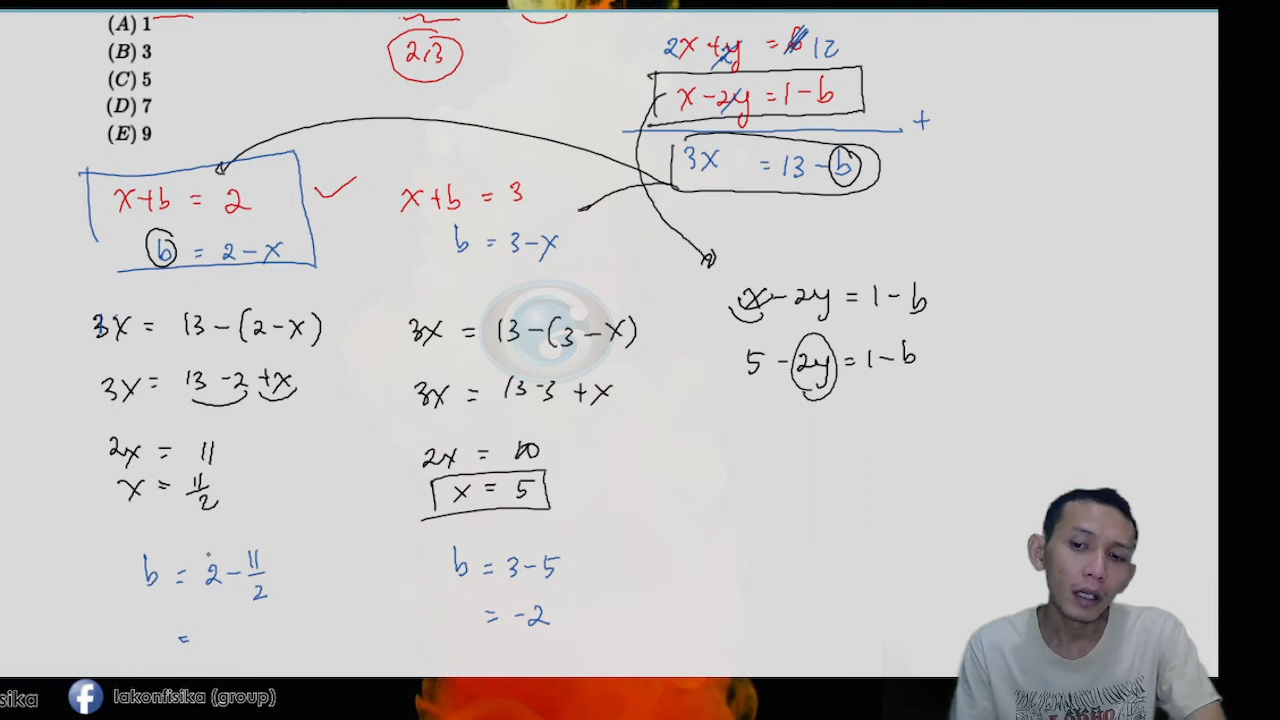 (A) 1
(B) 3
(C) 5
(D) 7
(E) 9
2,3
2x + 2y = 12
x - 2y = 1 - b
+
3x = 13 - b
x + b = 2
b = 2 - x
x + b = 3
b = 3 - x
3x = 13 - (2 - x)
3x = 13 - 2 + x
2x = 11
x = 11/2
b = 2 - 11/2
=
3x = 13 - (3 - x)
3x = 13 - 3 + x
2x = 10
x = 5
b = 3 - 5
= -2
x - 2y = 1 - b
5 - 2y = 1 - b
sika
lakonfisika (group)